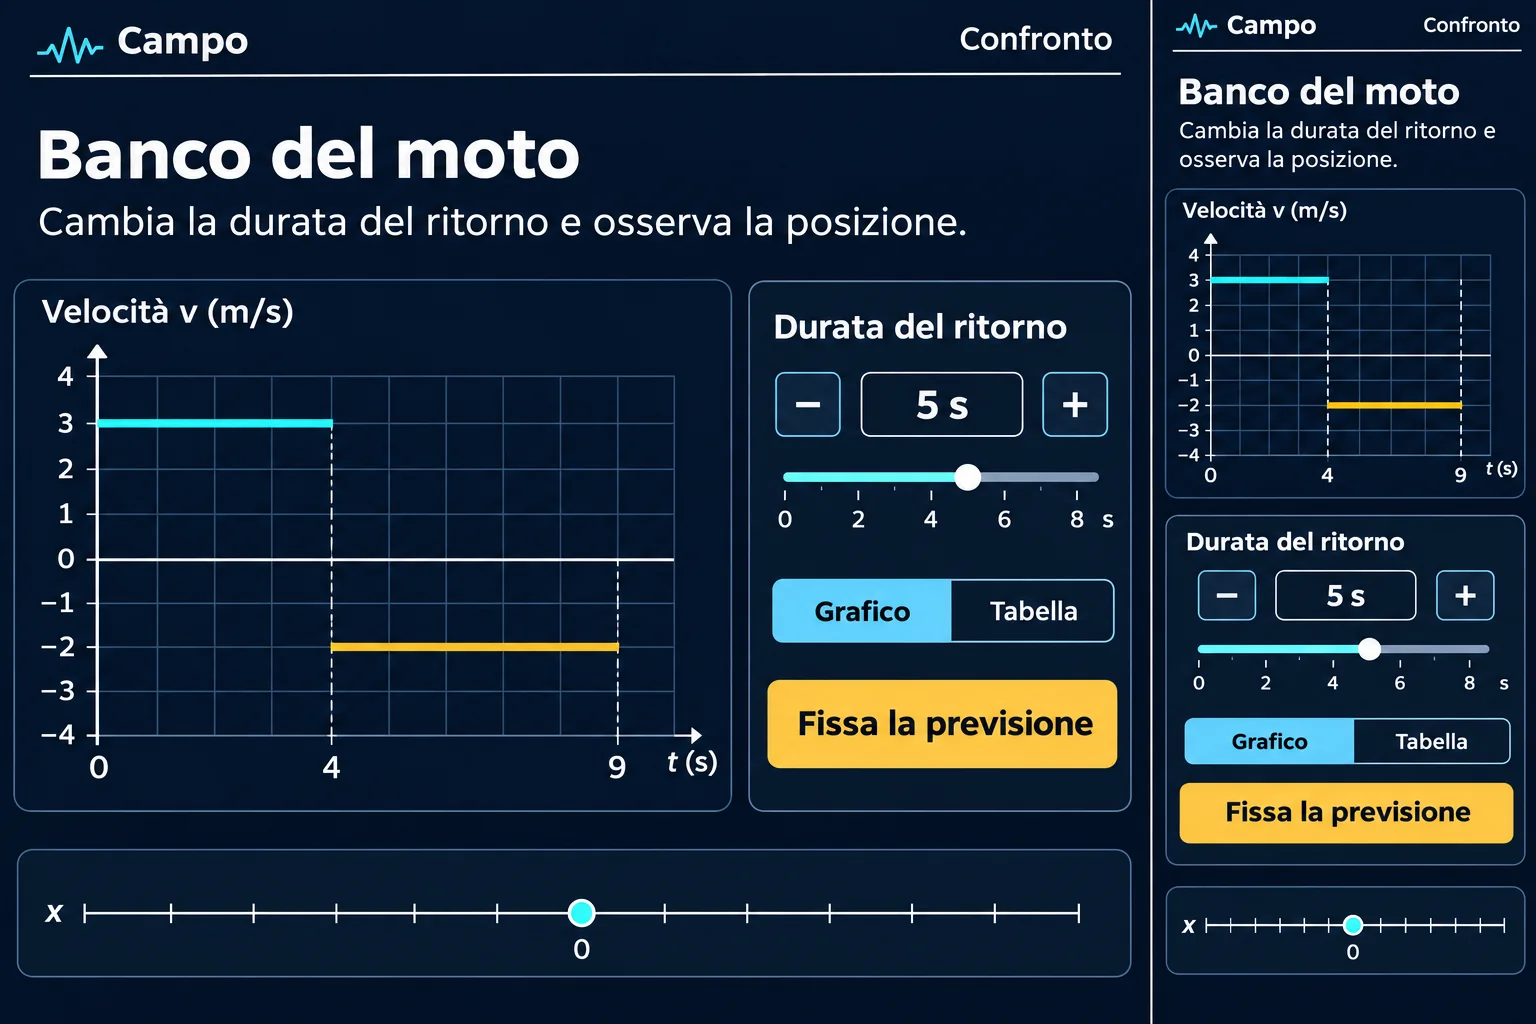 Campo
Confronto
Banco del moto
Cambia la durata del ritorno e osserva la posizione.
Velocità v (m/s)
4
3
2
1
0
−1
−2
−3
−4
0 4 9 t (s)
Durata del ritorno
− 5 s +
0 2 4 6 8 s
Grafico Tabella
Fissa la previsione
x
0
Campo
Confronto
Banco del moto
Cambia la durata del ritorno e
osserva la posizione.
Velocità v (m/s)
4
3
2
1
0
−1
−2
−3
−4
0 4 9 t (s)
Durata del ritorno
− 5 s +
0 2 4 6 8 s
Grafico Tabella
Fissa la previsione
x
0